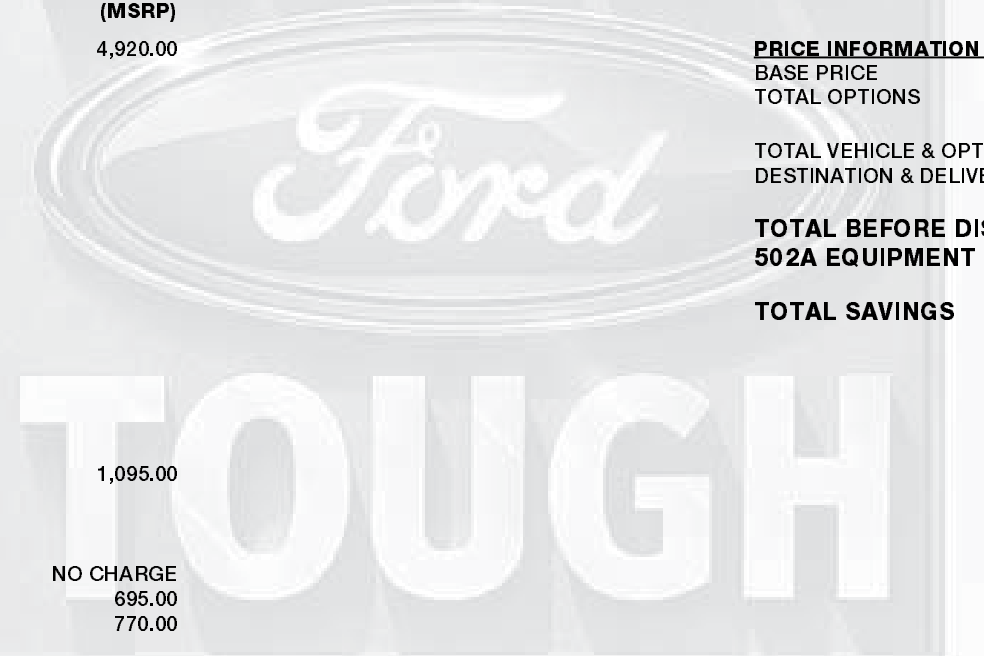 (MSRP)
4,920.00
PRICE INFORMATION
BASE PRICE
TOTAL OPTIONS
Ford
TOTAL VEHICLE & OPT
DESTINATION & DELIVE
TOTAL BEFORE DIS
502A EQUIPMENT
TOTAL SAVINGS
TOUGH
1,095.00
NO CHARGE
695.00
770.00